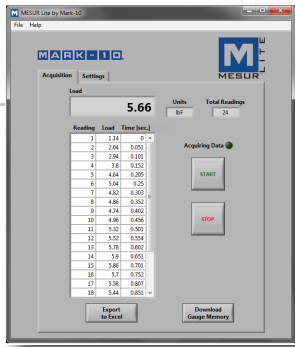 MESUR Lite by Mark-10
File Help
MARK-10
M
LITE
MESUR
Acquisition Settings
Load
5.66
Units
lbF
Total Readings
24
Reading Load Time [sec.]
1 1.14 0
2 2.04 0.051
3 2.94 0.101
4 3.8 0.152
5 4.64 0.205
6 5.04 0.25
7 4.82 0.303
8 4.86 0.352
9 4.74 0.402
10 4.96 0.456
11 5.32 0.501
12 5.52 0.554
13 5.78 0.602
14 5.9 0.651
15 5.86 0.701
16 5.7 0.752
17 5.58 0.807
18 5.44 0.851
Acquiring Data
START
STOP
Export
to Excel
Download
Gauge Memory